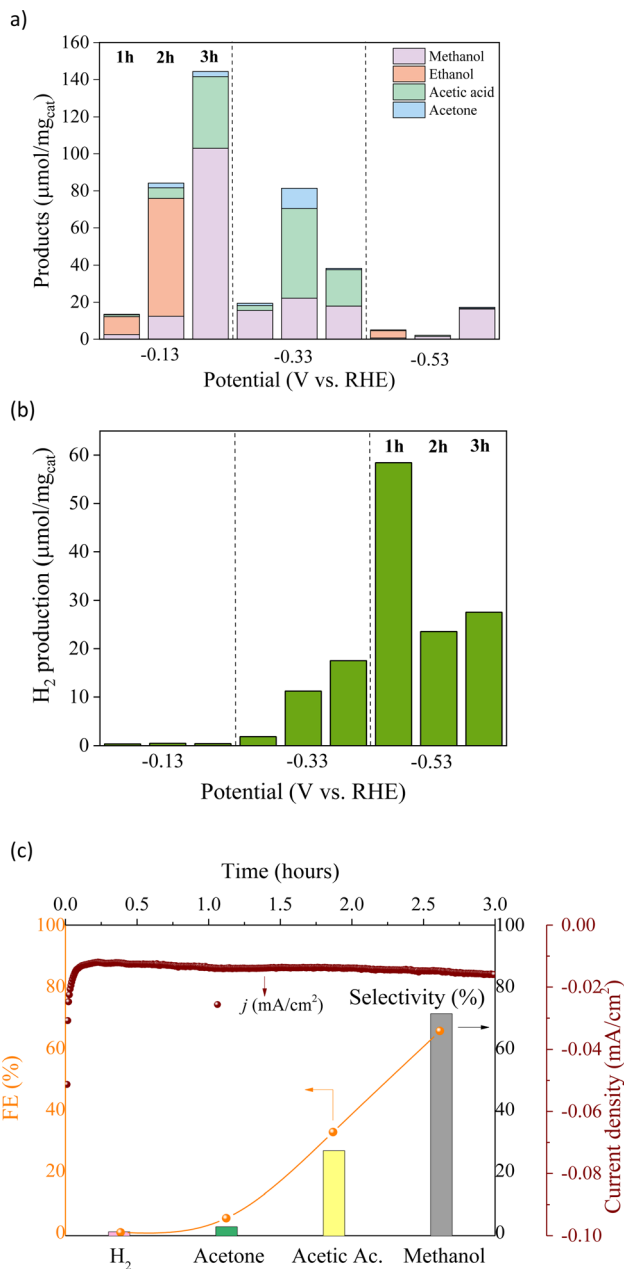 a)
1h 2h 3h
Methanol
Ethanol
Acetic acid
Acetone
160
140
120
100
80
60
40
20
0
Products (μmol/mg_cat)
-0.13 -0.33 -0.53
Potential (V vs. RHE)
(b)
1h 2h 3h
60
50
40
30
20
10
0
H₂ production (μmol/mg_cat)
-0.13 -0.33 -0.53
Potential (V vs. RHE)
(c)
Time (hours)
0.0 0.5 1.0 1.5 2.0 2.5 3.0
100
80
60
40
20
0
FE (%)
j (mA/cm²)
Selectivity (%)
100
80
60
40
20
0
0.00
-0.02
-0.04
-0.06
-0.08
-0.10
Current density (mA/cm²)
H₂ Acetone Acetic Ac. Methanol